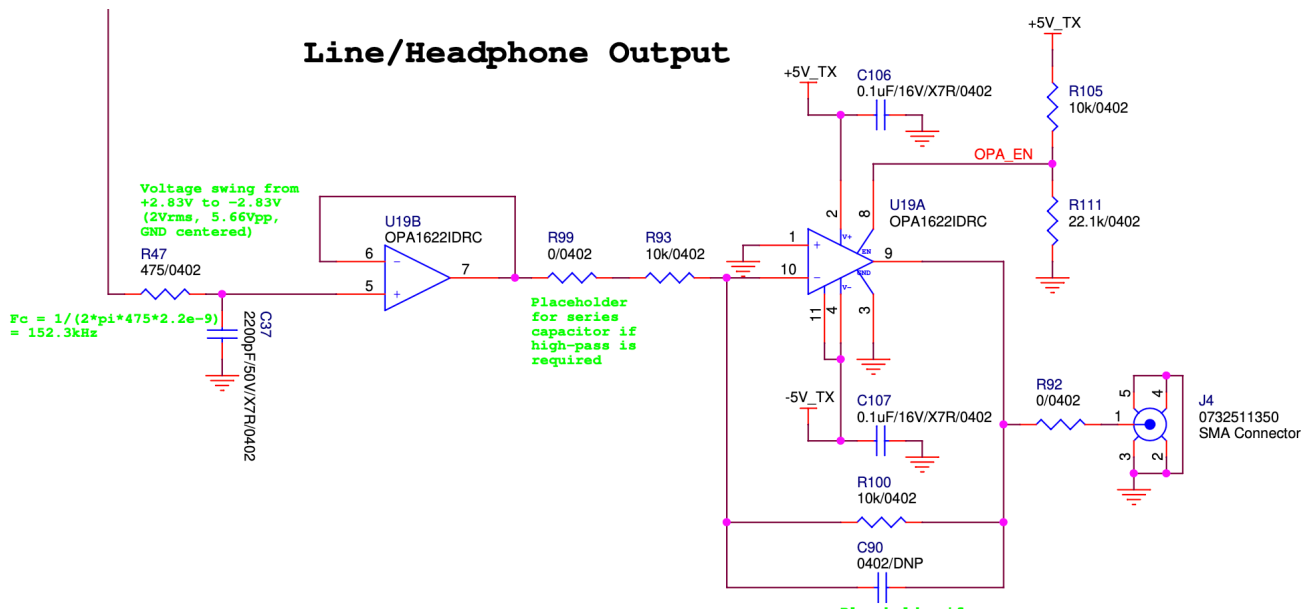 Line/Headphone Output
+5V_TX
R105
10k/0402
OPA_EN
R111
22.1k/0402
+5V_TX
C106
0.1uF/16V/X7R/0402
Voltage swing from
+2.83V to -2.83V
(2Vrms, 5.66Vpp,
GND centered)
R47
475/0402
Fc = 1/(2*pi*475*2.2e-9)
= 152.3kHz
C37
2200pF/50V/X7R/0402
U19B
OPA1622IDRC
6
5
7
R99
0/0402
Placeholder
for series
capacitor if
high-pass is
required
R93
10k/0402
U19A
OPA1622IDRC
2
8
1
10
9
11
4
3
V+
EN
GND
V-
+
-
-5V_TX
C107
0.1uF/16V/X7R/0402
R100
10k/0402
C90
0402/DNP
R92
0/0402
1
5
4
3
2
J4
0732511350
SMA Connector